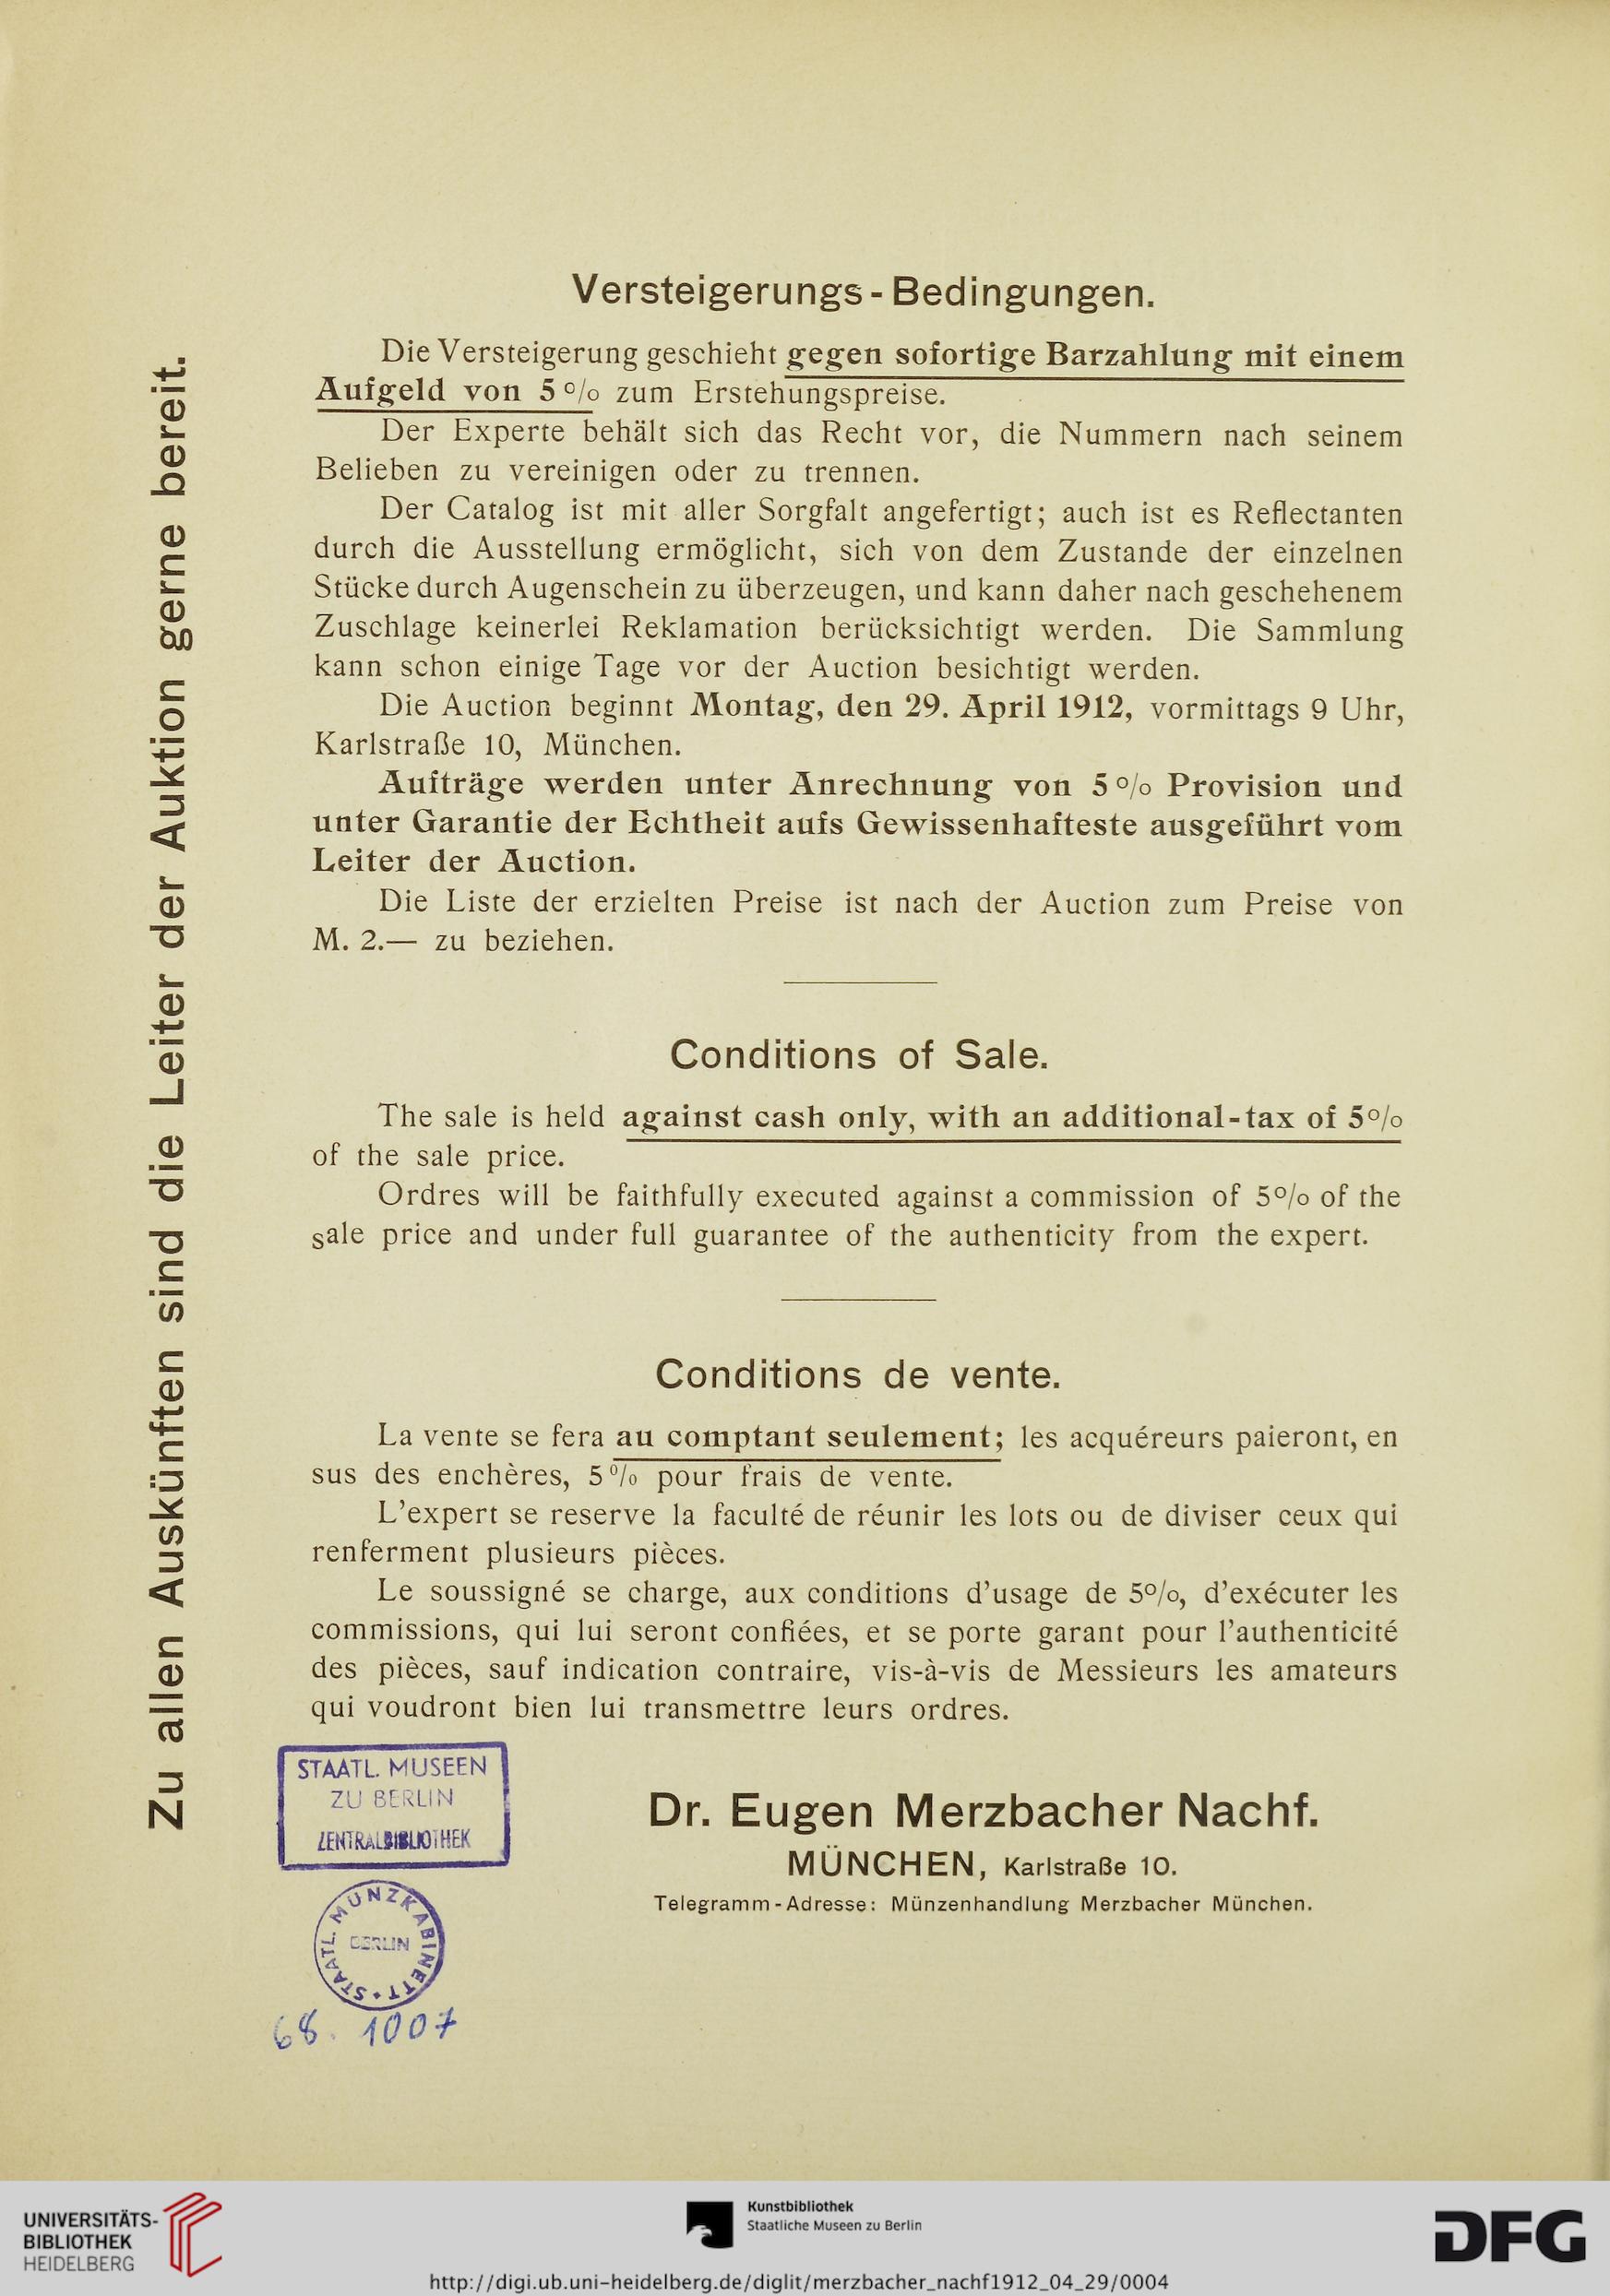 Zu allen Auskünften sind die Leiter der Auktion gerne bereit.
Versteigerungs-Bedingungen.
Die Versteigerung geschieht gegen sofortige Barzahlung mit einem
Aufgeld von 5 % zum Erstehungspreise.
Der Experte behält sich das Recht vor, die Nummern nach seinem
Belieben zu vereinigen oder zu trennen.
Der Catalog ist mit aller Sorgfalt angefertigt; auch ist es Reflectanten
durch die Ausstellung ermöglicht, sich von dem Zustande der einzelnen
Stücke durch Augenschein zu überzeugen, und kann daher nach geschehenem
Zuschlage keinerlei Reklamation berücksichtigt werden. Die Sammlung
kann schon einige Tage vor der Auction besichtigt werden.
Die Auction beginnt Montag, den 29. April 1912, vormittags 9 Uhr,
Karlstraße 10, München.
Aufträge werden unter Anrechnung von 5 % Provision und
unter Garantie der Echtheit aufs Gewissenhafteste ausgeführt vom
Leiter der Auction.
Die Liste der erzielten Preise ist nach der Auction zum Preise von
M. 2.— zu beziehen.
Conditions of Sale.
The sale is held against cash only, with an additional-tax of 5%
of the sale price.
Ordres will be faithfully executed against a commission of 5% of the
sale price and under full guarantee of the authenticity from the expert.
Conditions de vente.
La vente se fera au comptant seulement; les acquéreurs paieront, en
sus des enchères, 5 % pour frais de vente.
L'expert se reserve la faculté de réunir les lots ou de diviser ceux qui
renferment plusieurs pièces.
Le soussigné se charge, aux conditions d'usage de 5%, d'exécuter les
commissions, qui lui seront confiées, et se porte garant pour l'authenticité
des pièces, sauf indication contraire, vis-à-vis de Messieurs les amateurs
qui voudront bien lui transmettre leurs ordres.
STAATL. MUSEEN
ZU BERLIN
ZENTRALBIBLIOTHEK
Dr. Eugen Merzbacher Nachf.
MÜNCHEN, Karlstraße 10.
Telegramm-Adresse: Münzenhandlung Merzbacher München.
STAATL. MÜNZKABINETT
BERLIN
68. 1007
UNIVERSITÄTS-
BIBLIOTHEK
HEIDELBERG
Kunstbibliothek
Staatliche Museen zu Berlin
DFG
http://digi.ub.uni-heidelberg.de/diglit/merzbacher_nachf1912_04_29/0004